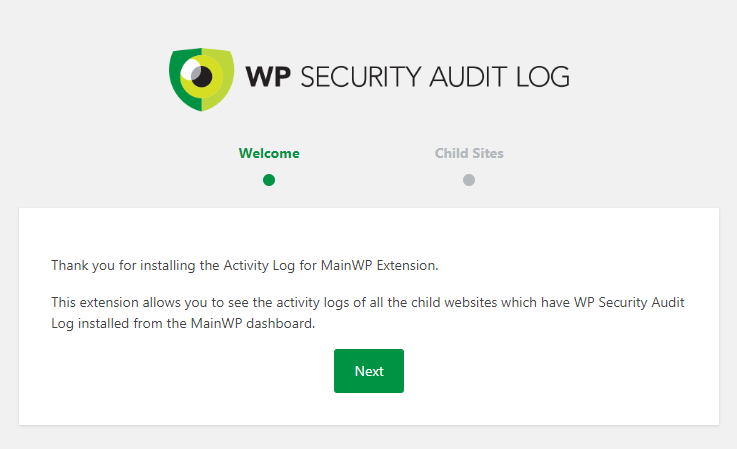 WP SECURITY AUDIT LOG
Welcome
Child Sites
Thank you for installing the Activity Log for MainWP Extension.
This extension allows you to see the activity logs of all the child websites which have WP Security Audit
Log installed from the MainWP dashboard.
Next